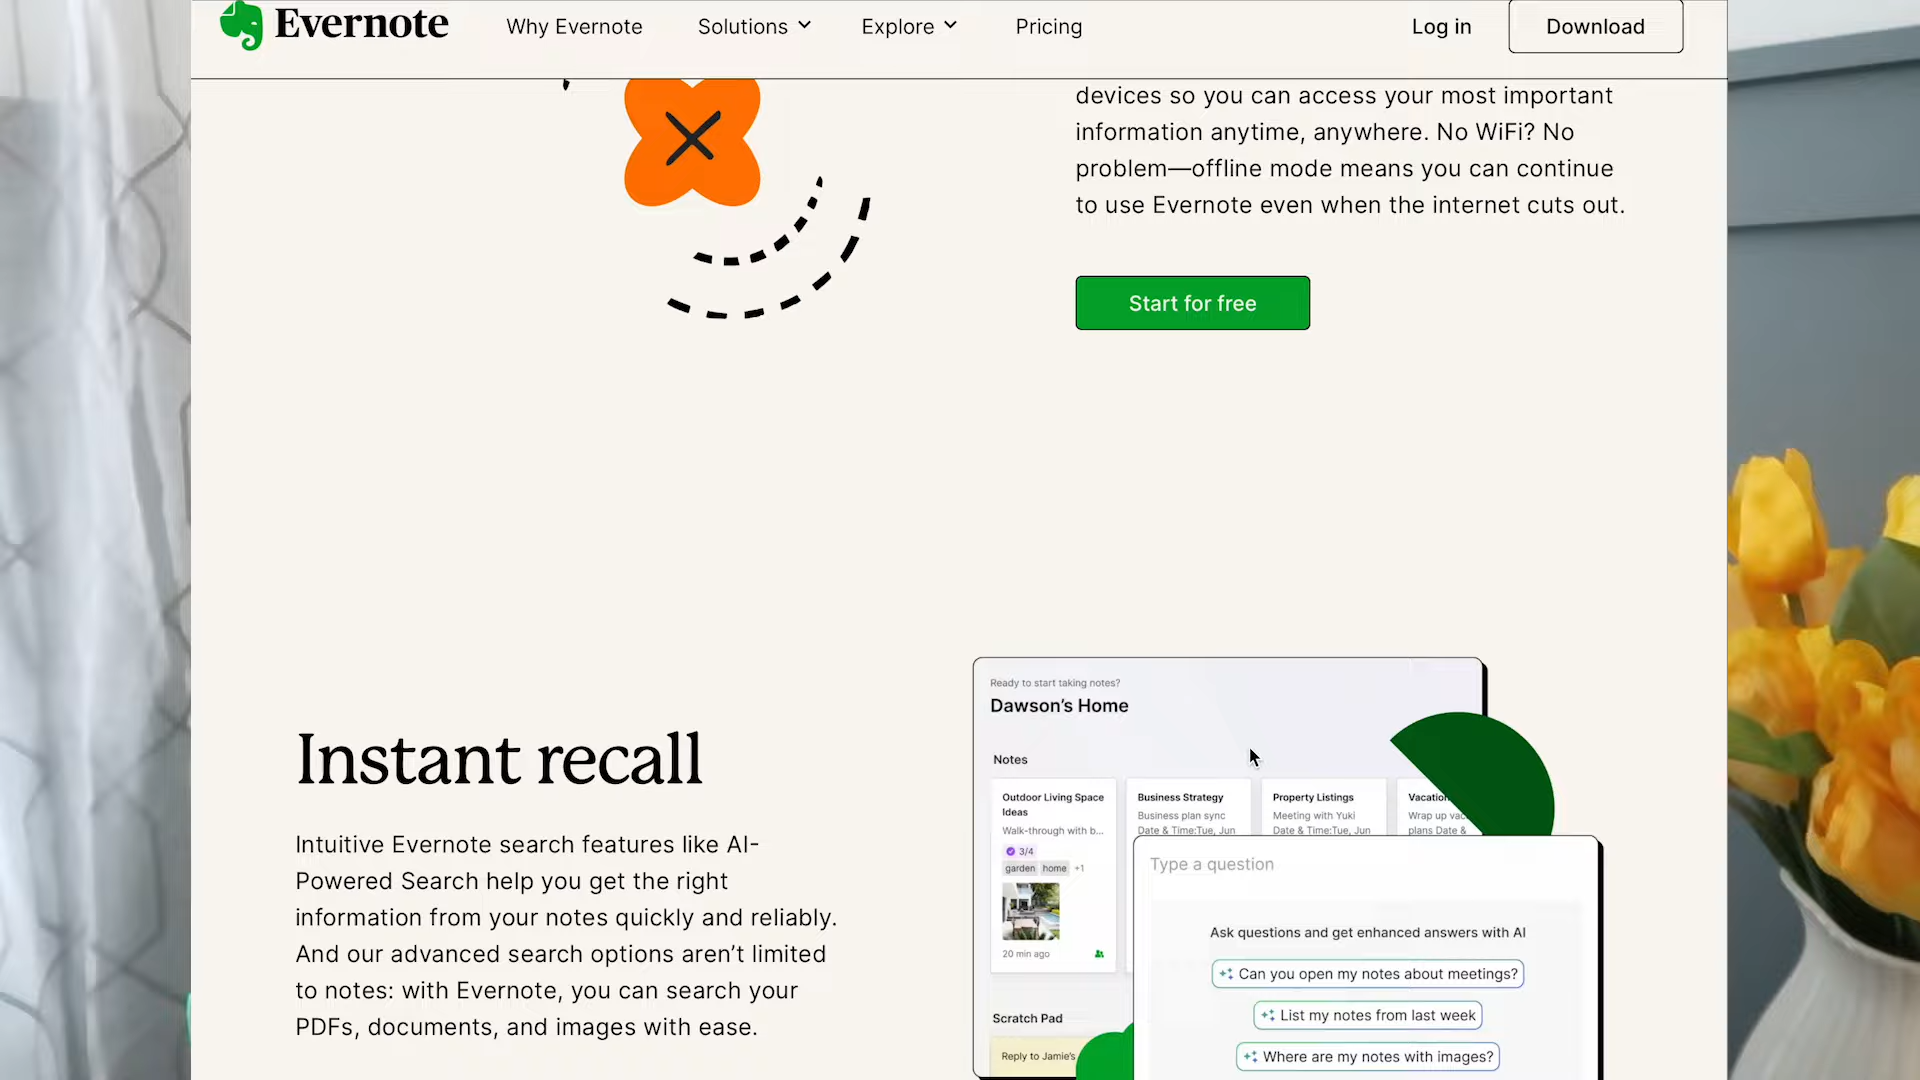 Evernote
Why Evernote
Solutions
Explore
Pricing
Log in
Download
devices so you can access your most important
information anytime, anywhere. No WiFi? No
problem—offline mode means you can continue
to use Evernote even when the internet cuts out.
Start for free
Instant recall
Intuitive Evernote search features like AI-
Powered Search help you get the right
information from your notes quickly and reliably.
And our advanced search options aren't limited
to notes: with Evernote, you can search your
PDFs, documents, and images with ease.
Ready to start taking notes?
Dawson's Home
Notes
Outdoor Living Space
Ideas
Walk-through with b...
3/4
garden home +1
20 min ago
Business Strategy
Business plan sync
Date & Time:Tue, Jun
Property Listings
Meeting with Yuki
Date & Time:Tue, Jun
Vacation
Wrap up vac
plans Date &
Scratch Pad
Reply to Jamie's
Type a question
Ask questions and get enhanced answers with AI
Can you open my notes about meetings?
List my notes from last week
Where are my notes with images?